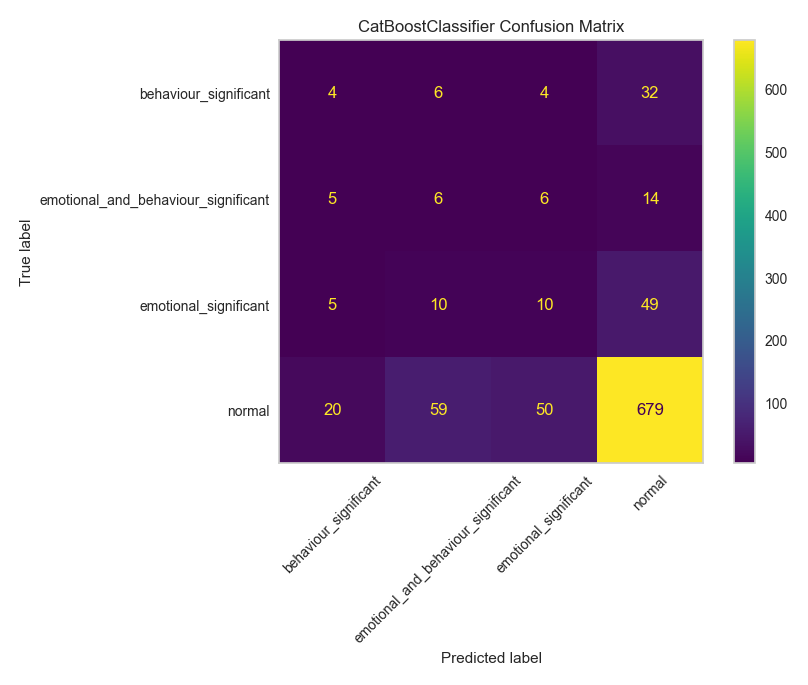 CatBoostClassifier Confusion Matrix
behaviour_significant 4 6 4 32
emotional_and_behaviour_significant 5 6 6 14
emotional_significant 5 10 10 49
normal 20 59 50 679
True label
behaviour_significant
emotional_and_behaviour_significant
emotional_significant
normal
Predicted label
600
500
400
300
200
100